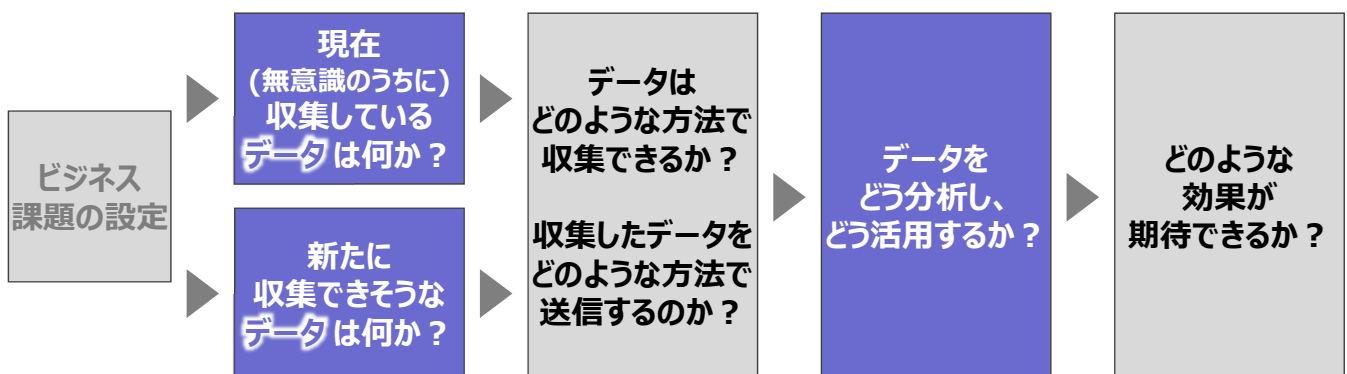 ビジネス
課題の設定
現在
(無意識のうちに)
収集している
データは何か？
新たに
収集できそうな
データは何か？
データは
どのような方法で
収集できるか？
収集したデータを
どのような方法で
送信するのか？
データを
どう分析し、
どう活用するか？
どのような
効果が
期待できるか？